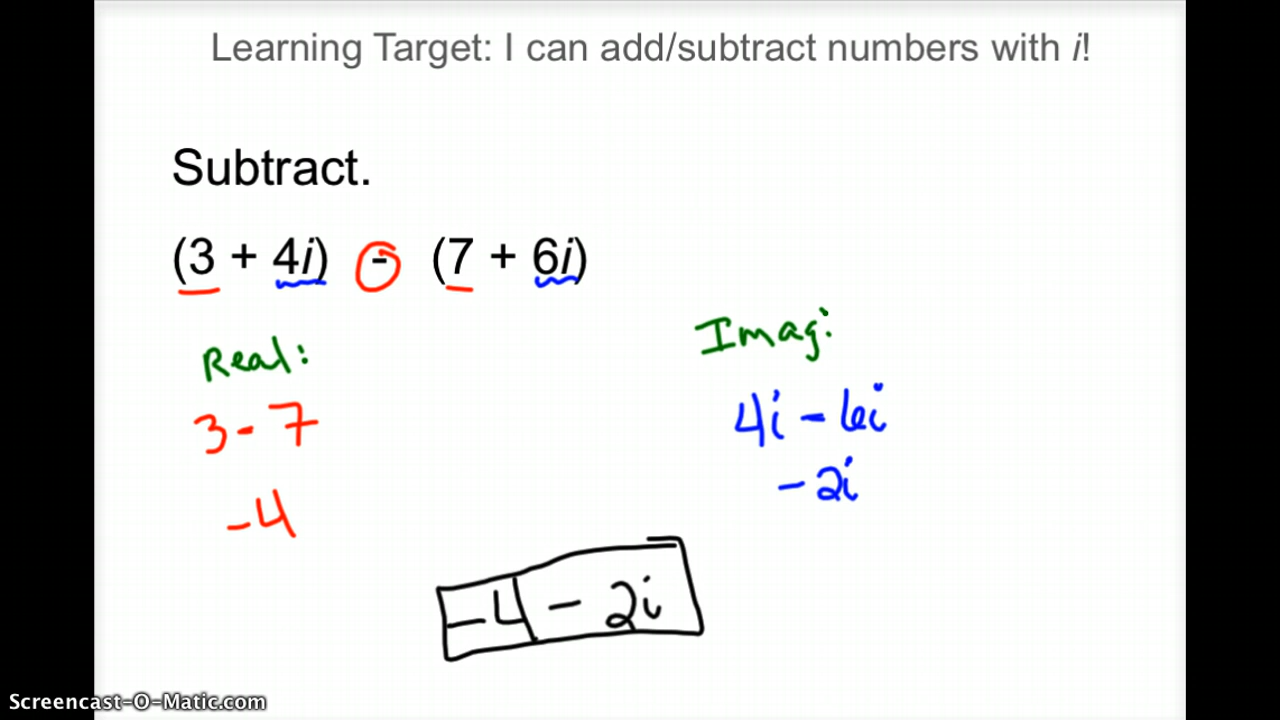 Learning Target: I can add/subtract numbers with i!
Subtract.
(3 + 4i) - (7 + 6i)
Real:
3 - 7
-4
Imag:
4i - 6i
- 2i
-4 - 2i
Screencast-O-Matic.com